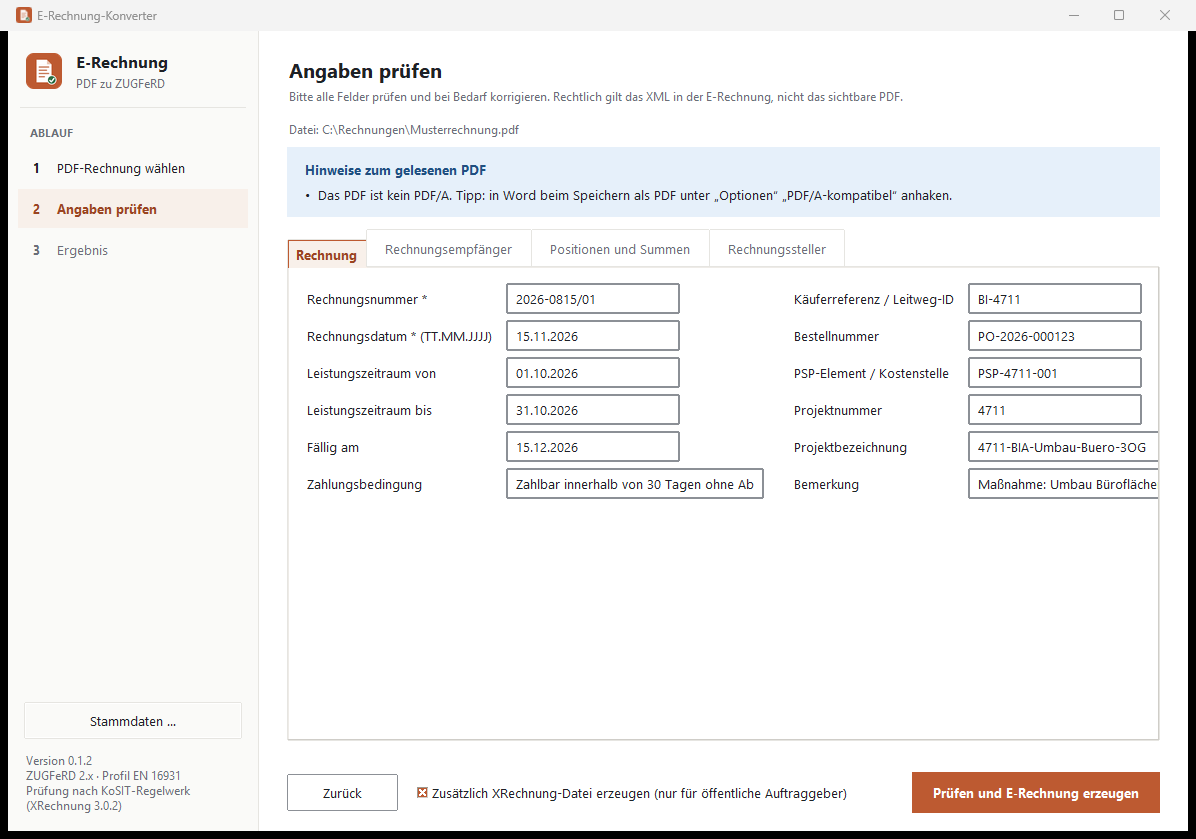 E-Rechnung-Konverter
E-Rechnung
PDF zu ZUGFeRD
ABLAUF
1 PDF-Rechnung wählen
2 Angaben prüfen
3 Ergebnis
Stammdaten ...
Version 0.1.2
ZUGFeRD 2.x · Profil EN 16931
Prüfung nach KoSIT-Regelwerk
(XRechnung 3.0.2)
Angaben prüfen
Bitte alle Felder prüfen und bei Bedarf korrigieren. Rechtlich gilt das XML in der E-Rechnung, nicht das sichtbare PDF.
Datei: C:\Rechnungen\Musterrechnung.pdf
Hinweise zum gelesenen PDF
• Das PDF ist kein PDF/A. Tipp: in Word beim Speichern als PDF unter „Optionen“ „PDF/A-kompatibel“ anhaken.
Rechnung Rechnungsempfänger Positionen und Summen Rechnungssteller
Rechnungsnummer * 2026-0815/01 Käuferreferenz / Leitweg-ID BI-4711
Rechnungsdatum * (TT.MM.JJJJ) 15.11.2026 Bestellnummer PO-2026-000123
Leistungszeitraum von 01.10.2026 PSP-Element / Kostenstelle PSP-4711-001
Leistungszeitraum bis 31.10.2026 Projektnummer 4711
Fällig am 15.12.2026 Projektbezeichnung 4711-BIA-Umbau-Buero-3OG
Zahlungsbedingung Zahlbar innerhalb von 30 Tagen ohne Ab Bemerkung Maßnahme: Umbau Bürofläche
Zurück Zusätzlich XRechnung-Datei erzeugen (nur für öffentliche Auftraggeber) Prüfen und E-Rechnung erzeugen